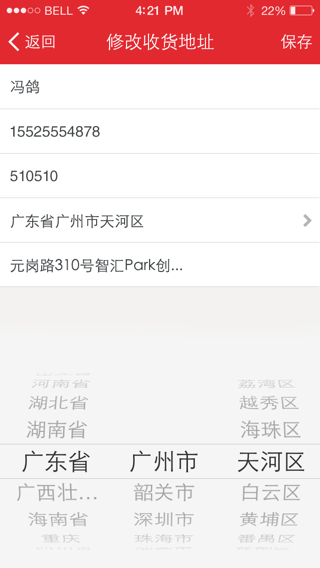 BELL 4:21 PM 22%
返回 修改收货地址 保存
冯鸽
15525554878
510510
广东省广州市天河区
元岗路310号智汇Park创...
河南省 荔湾区
湖北省 越秀区
湖南省 海珠区
广东省 广州市 天河区
广西壮... 韶关市 白云区
海南省 深圳市 黄埔区
重庆 珠海市 番禺区